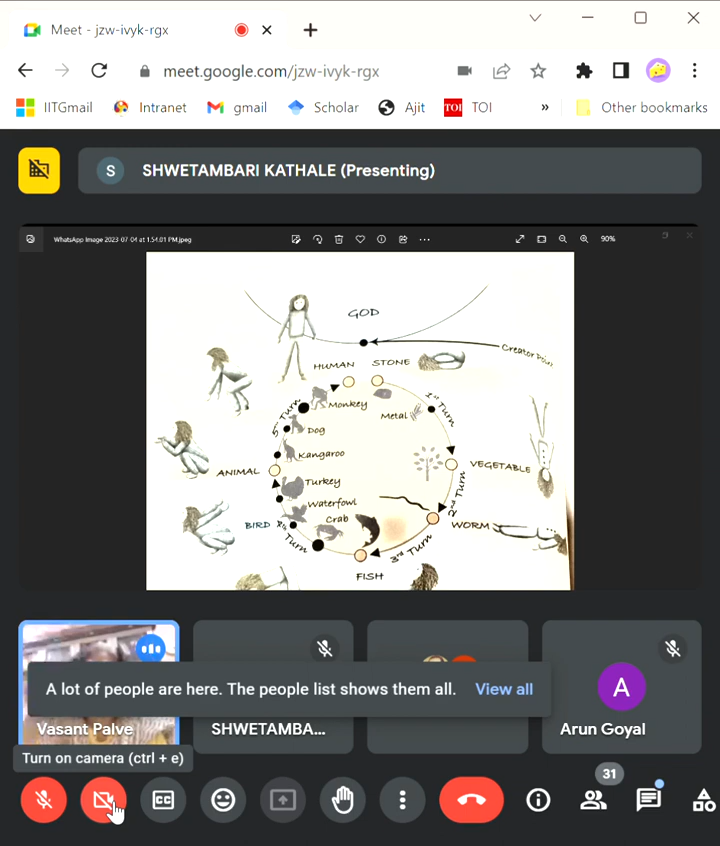 Meet - jzw-ivyk-rgx
meet.google.com/jzw-ivyk-rgx
IITGmail Intranet gmail Scholar Ajit TOI TOI » Other bookmarks
S SHWETAMBARI KATHALE (Presenting)
WhatsApp Image 2023-07-04 at 1.54.01 PM.jpeg 90%
GOD
Creator Point
HUMAN STONE
Monkey
Metal
1st Turn
5th Turn
Dog
Kangaroo
ANIMAL
VEGETABLE
Turkey
2nd Turn
Waterfowl
Crab
BIRD
WORM
4th Turn
3rd Turn
FISH
A lot of people are here. The people list shows them all. View all
Vasant Palve
SHWETAMBA...
A
Arun Goyal
Turn on camera (ctrl + e)
CC
31